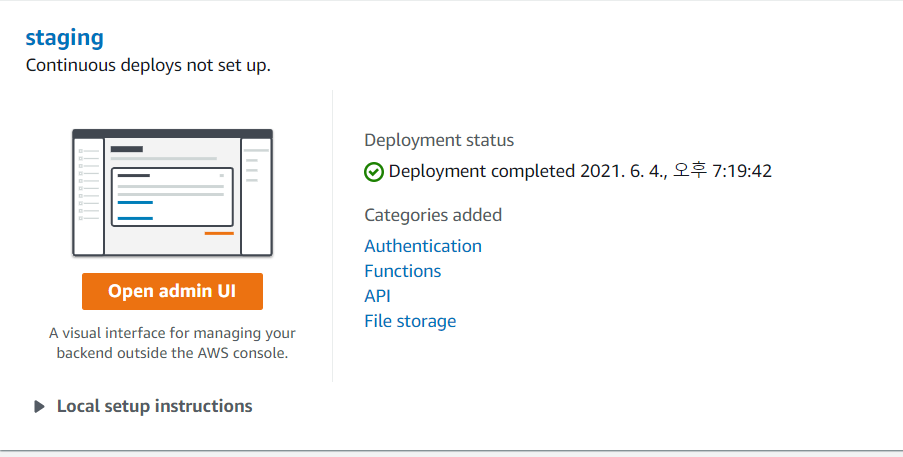 staging
Continuous deploys not set up.
Open admin UI
A visual interface for managing your
backend outside the AWS console.
Deployment status
Deployment completed 2021. 6. 4., 오후 7:19:42
Categories added
Authentication
Functions
API
File storage
Local setup instructions